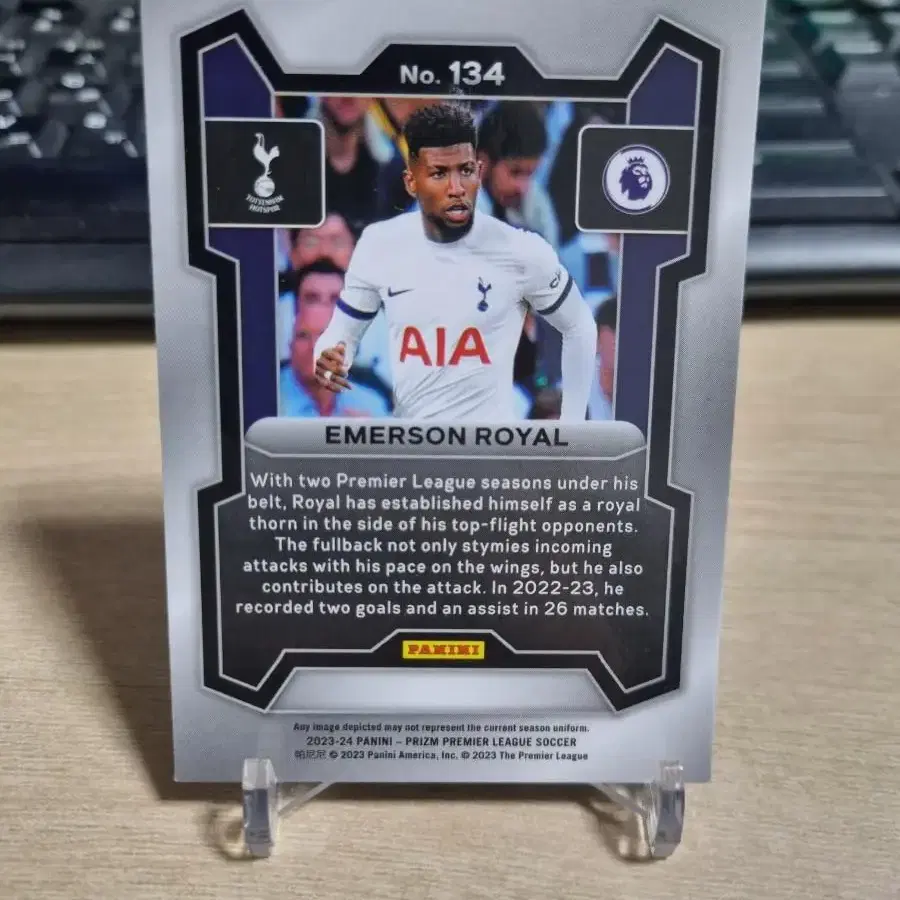 No. 134
TOTTENHAM
HOTSPUR
AIA
EMERSON ROYAL
With two Premier League seasons under his
belt, Royal has established himself as a royal
thorn in the side of his top-flight opponents.
The fullback not only stymies incoming
attacks with his pace on the wings, but he also
contributes on the attack. In 2022-23, he
recorded two goals and an assist in 26 matches.
PANINI
Any image depicted may not represent the current season uniform.
2023-24 PANINI – PRIZM PREMIER LEAGUE SOCCER
帕尼尼 © 2023 Panini America, Inc. © 2023 The Premier League